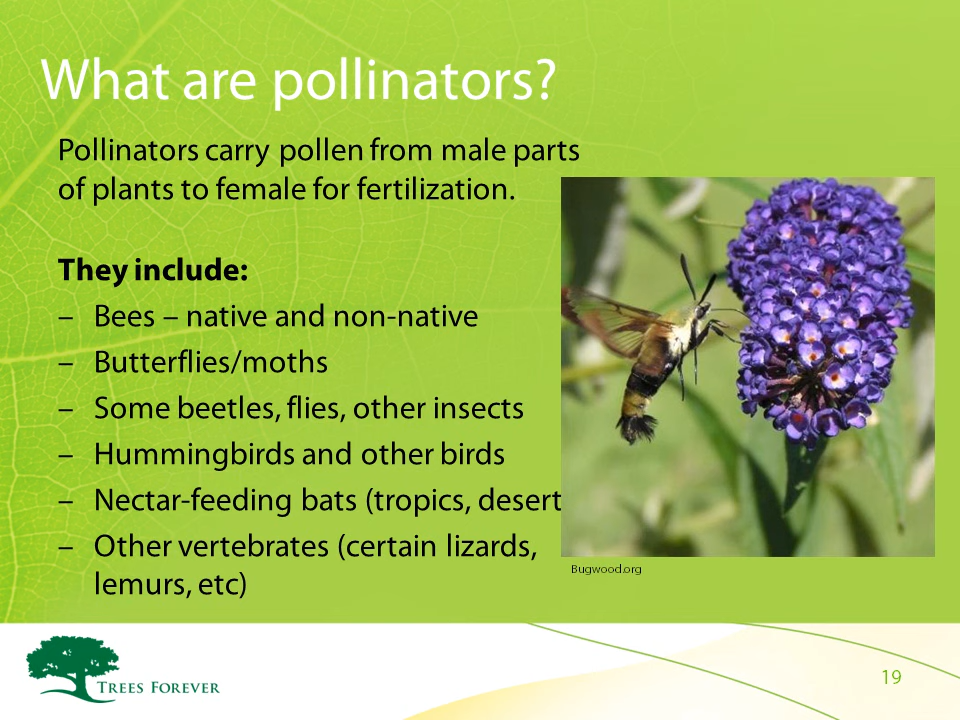 What are pollinators?
Pollinators carry pollen from male parts
of plants to female for fertilization.
They include:
– Bees – native and non-native
– Butterflies/moths
– Some beetles, flies, other insects
– Hummingbirds and other birds
– Nectar-feeding bats (tropics, desert
– Other vertebrates (certain lizards,
lemurs, etc)
Bugwood.org
TREES FOREVER
19